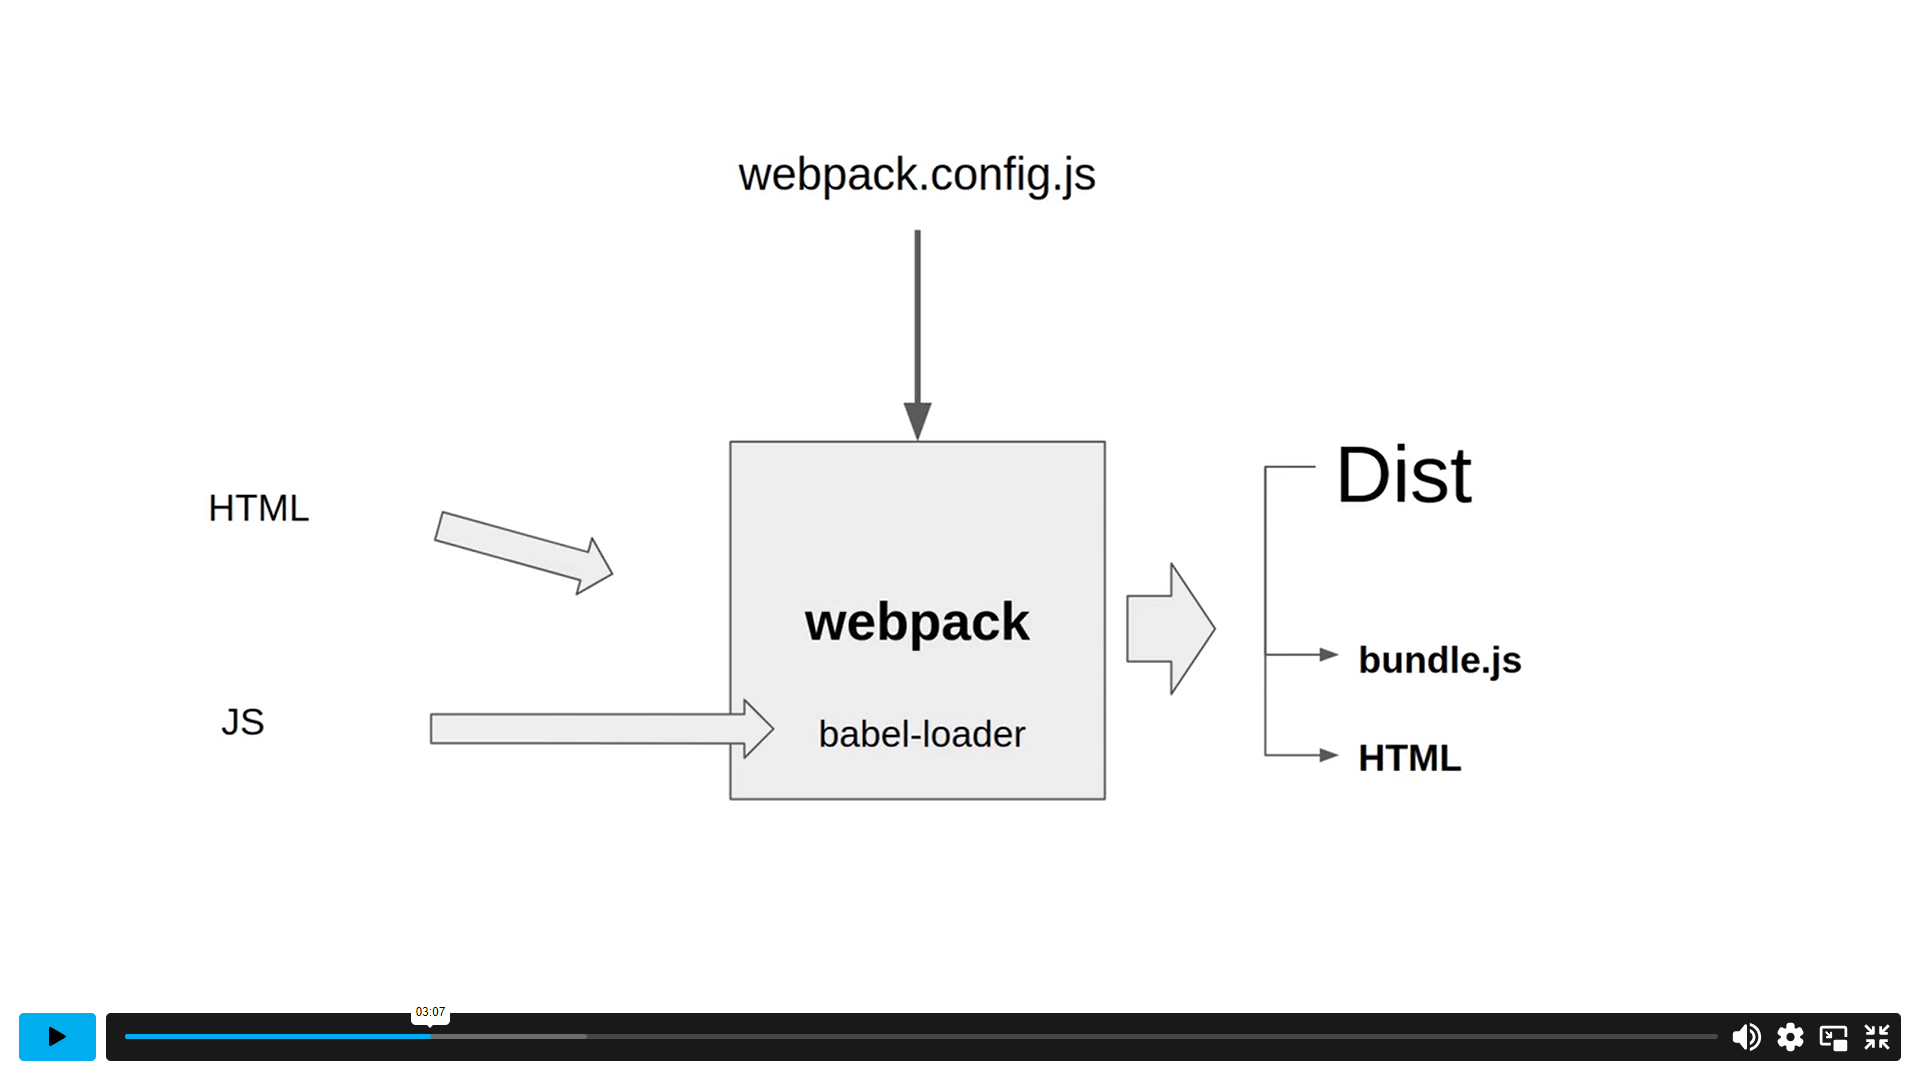 webpack.config.js
HTML
JS
webpack
babel-loader
Dist
bundle.js
HTML
03:07